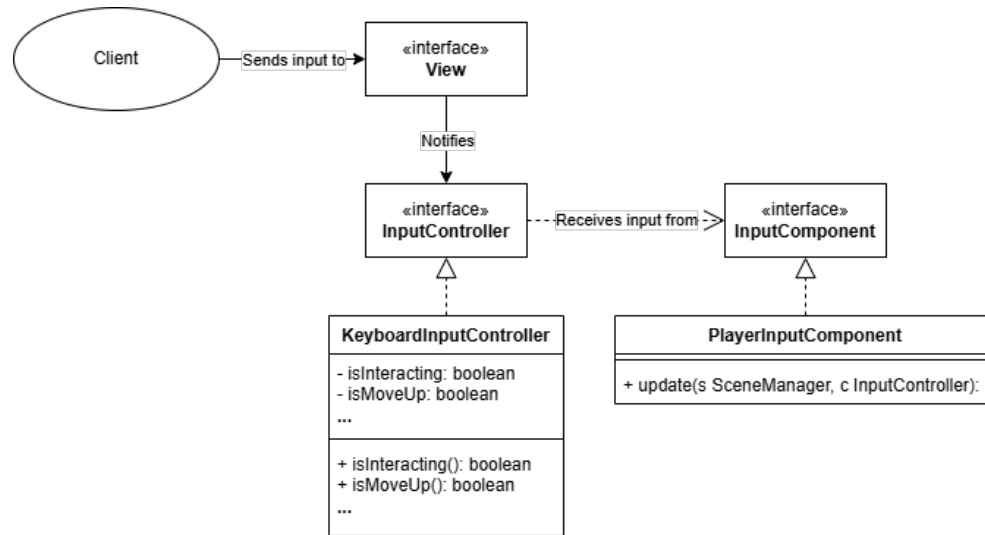 Client
Sends input to
«interface»
View
Notifies
«interface»
InputController
Receives input from
«interface»
InputComponent
KeyboardInputController
- isInteracting: boolean
- isMoveUp: boolean
...
+ isInteracting(): boolean
+ isMoveUp(): boolean
...
PlayerInputComponent
+ update(s SceneManager, c InputController):